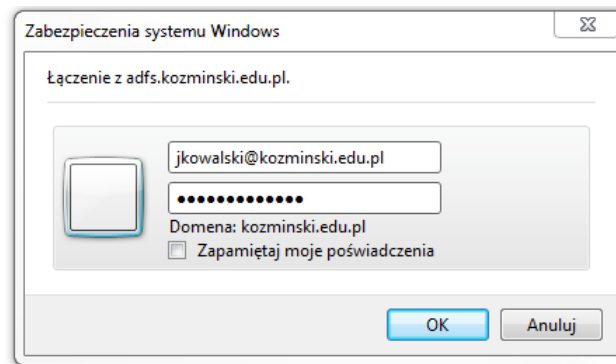 Zabezpieczenia systemu Windows
Łączenie z adfs.kozminski.edu.pl.
jkowalski@kozminski.edu.pl
●●●●●●●●●●●●●
Domena: kozminski.edu.pl
Zapamiętaj moje poświadczenia
OK
Anuluj